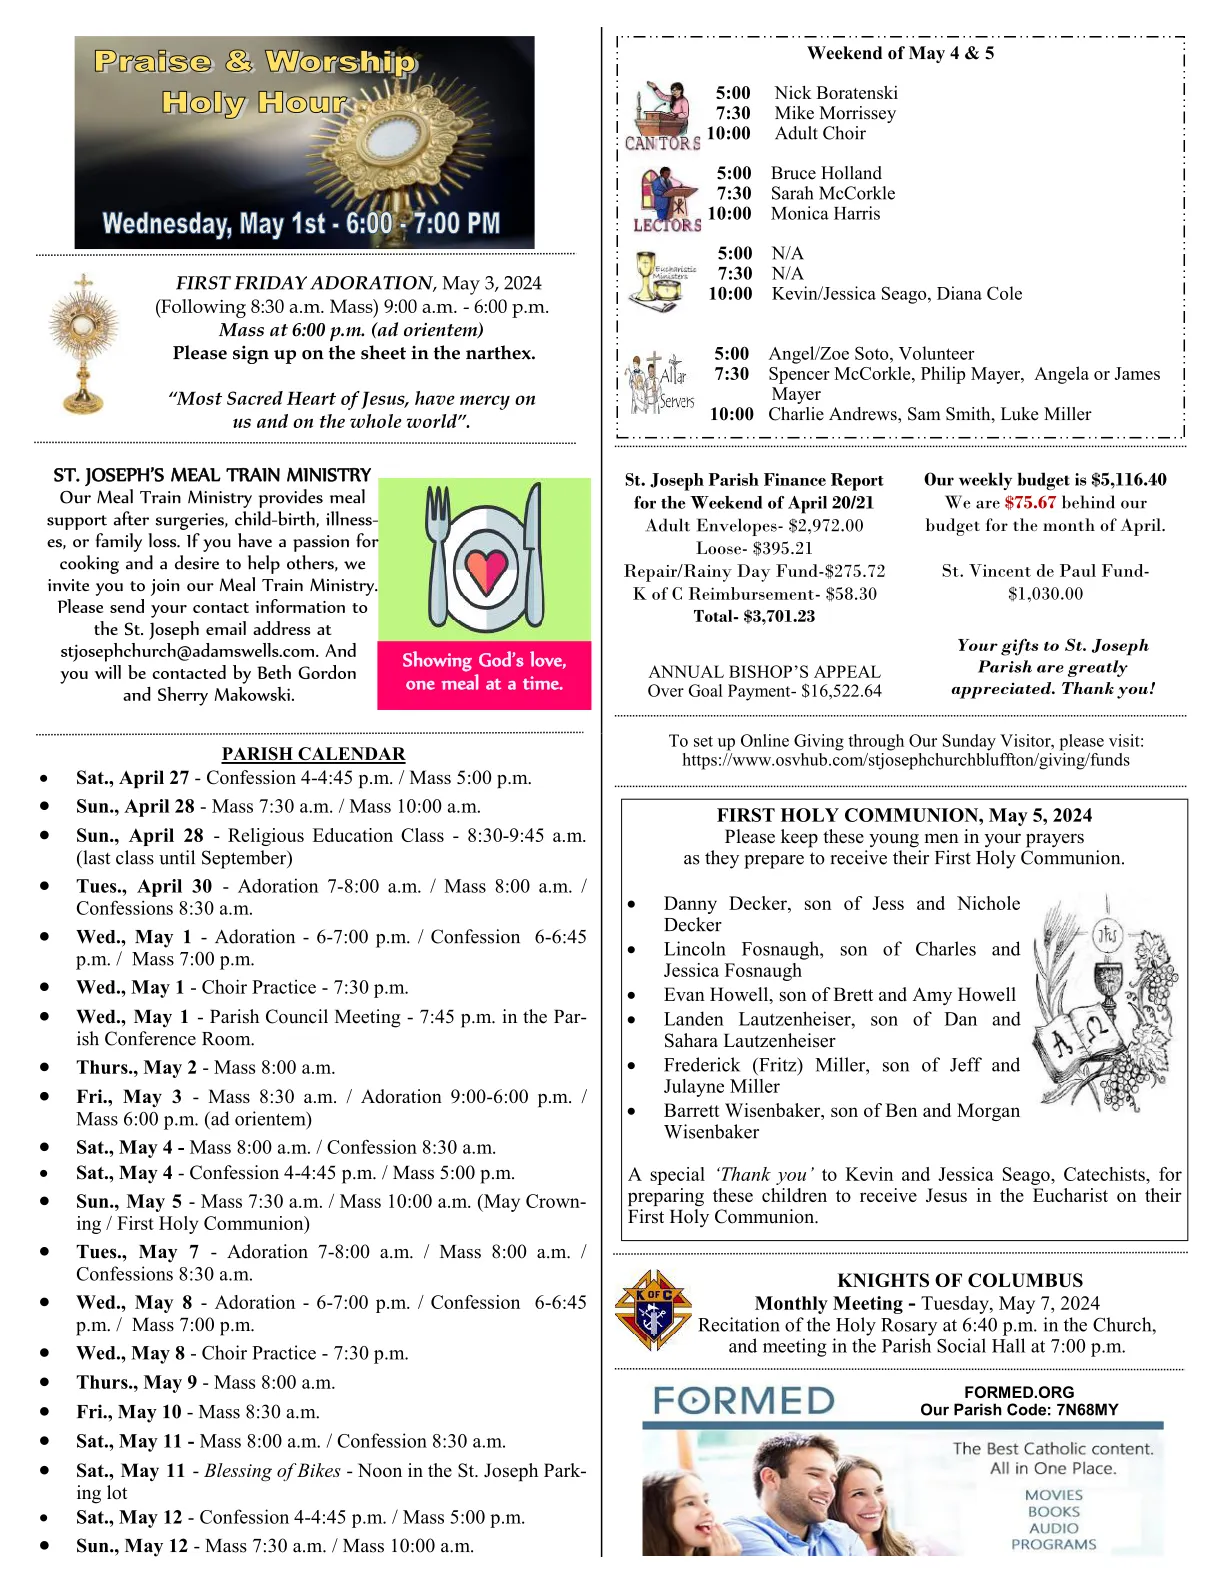 Praise & Worship
Holy Hour
Wednesday, May 1st - 6:00 - 7:00 PM
FIRST FRIDAY ADORATION, May 3, 2024
(Following 8:30 a.m. Mass) 9:00 a.m. - 6:00 p.m.
Mass at 6:00 p.m. (ad orientem)
Please sign up on the sheet in the narthex.
“Most Sacred Heart of Jesus, have mercy on
us and on the whole world”.
ST. JOSEPH’S MEAL TRAIN MINISTRY
Our Meal Train Ministry provides meal
support after surgeries, child-birth, illness-
es, or family loss. If you have a passion for
cooking and a desire to help others, we
invite you to join our Meal Train Ministry.
Please send your contact information to
the St. Joseph email address at
stjosephchurch@adamswells.com. And
you will be contacted by Beth Gordon
and Sherry Makowski.
Showing God’s love,
one meal at a time.
PARISH CALENDAR
• Sat., April 27 - Confession 4-4:45 p.m. / Mass 5:00 p.m.
• Sun., April 28 - Mass 7:30 a.m. / Mass 10:00 a.m.
• Sun., April 28 - Religious Education Class - 8:30-9:45 a.m.
(last class until September)
• Tues., April 30 - Adoration 7-8:00 a.m. / Mass 8:00 a.m. /
Confessions 8:30 a.m.
• Wed., May 1 - Adoration - 6-7:00 p.m. / Confession 6-6:45
p.m. / Mass 7:00 p.m.
• Wed., May 1 - Choir Practice - 7:30 p.m.
• Wed., May 1 - Parish Council Meeting - 7:45 p.m. in the Par-
ish Conference Room.
• Thurs., May 2 - Mass 8:00 a.m.
• Fri., May 3 - Mass 8:30 a.m. / Adoration 9:00-6:00 p.m. /
Mass 6:00 p.m. (ad orientem)
• Sat., May 4 - Mass 8:00 a.m. / Confession 8:30 a.m.
• Sat., May 4 - Confession 4-4:45 p.m. / Mass 5:00 p.m.
• Sun., May 5 - Mass 7:30 a.m. / Mass 10:00 a.m. (May Crown-
ing / First Holy Communion)
• Tues., May 7 - Adoration 7-8:00 a.m. / Mass 8:00 a.m. /
Confessions 8:30 a.m.
• Wed., May 8 - Adoration - 6-7:00 p.m. / Confession 6-6:45
p.m. / Mass 7:00 p.m.
• Wed., May 8 - Choir Practice - 7:30 p.m.
• Thurs., May 9 - Mass 8:00 a.m.
• Fri., May 10 - Mass 8:30 a.m.
• Sat., May 11 - Mass 8:00 a.m. / Confession 8:30 a.m.
• Sat., May 11 - Blessing of Bikes - Noon in the St. Joseph Park-
ing lot
• Sat., May 12 - Confession 4-4:45 p.m. / Mass 5:00 p.m.
• Sun., May 12 - Mass 7:30 a.m. / Mass 10:00 a.m.
Weekend of May 4 & 5
CANTORS
5:00 Nick Boratenski
7:30 Mike Morrissey
10:00 Adult Choir
LECTORS
5:00 Bruce Holland
7:30 Sarah McCorkle
10:00 Monica Harris
Eucharistic
Ministers
5:00 N/A
7:30 N/A
10:00 Kevin/Jessica Seago, Diana Cole
Altar
Servers
5:00 Angel/Zoe Soto, Volunteer
7:30 Spencer McCorkle, Philip Mayer, Angela or James
Mayer
10:00 Charlie Andrews, Sam Smith, Luke Miller
St. Joseph Parish Finance Report
for the Weekend of April 20/21
Adult Envelopes- $2,972.00
Loose- $395.21
Repair/Rainy Day Fund-$275.72
K of C Reimbursement- $58.30
Total- $3,701.23
ANNUAL BISHOP’S APPEAL
Over Goal Payment- $16,522.64
Our weekly budget is $5,116.40
We are $75.67 behind our
budget for the month of April.
St. Vincent de Paul Fund-
$1,030.00
Your gifts to St. Joseph
Parish are greatly
appreciated. Thank you!
To set up Online Giving through Our Sunday Visitor, please visit:
https://www.osvhub.com/stjosephchurchbluffton/giving/funds
FIRST HOLY COMMUNION, May 5, 2024
Please keep these young men in your prayers
as they prepare to receive their First Holy Communion.
• Danny Decker, son of Jess and Nichole
Decker
• Lincoln Fosnaugh, son of Charles and
Jessica Fosnaugh
• Evan Howell, son of Brett and Amy Howell
• Landen Lautzenheiser, son of Dan and
Sahara Lautzenheiser
• Frederick (Fritz) Miller, son of Jeff and
Julayne Miller
• Barrett Wisenbaker, son of Ben and Morgan
Wisenbaker
JHS
Α Ω
A special ‘Thank you’ to Kevin and Jessica Seago, Catechists, for
preparing these children to receive Jesus in the Eucharist on their
First Holy Communion.
K OF C
KNIGHTS OF COLUMBUS
Monthly Meeting - Tuesday, May 7, 2024
Recitation of the Holy Rosary at 6:40 p.m. in the Church,
and meeting in the Parish Social Hall at 7:00 p.m.
FORMED
FORMED.ORG
Our Parish Code: 7N68MY
The Best Catholic content.
All in One Place.
MOVIES
BOOKS
AUDIO
PROGRAMS